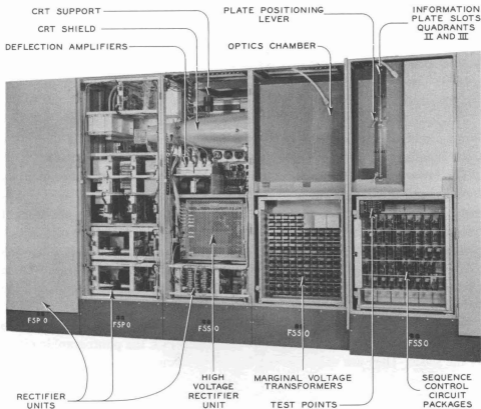 CRT SUPPORT
CRT SHIELD
DEFLECTION AMPLIFIERS
PLATE POSITIONING
LEVER
OPTICS CHAMBER
INFORMATION
PLATE SLOTS
QUADRANTS
II AND III
FSP 0
FSP 0
FSS 0
FSS 0
FSS 0
RECTIFIER
UNITS
HIGH
VOLTAGE
RECTIFIER
UNIT
MARGINAL VOLTAGE
TRANSFORMERS
TEST POINTS
SEQUENCE
CONTROL
CIRCUIT
PACKAGES